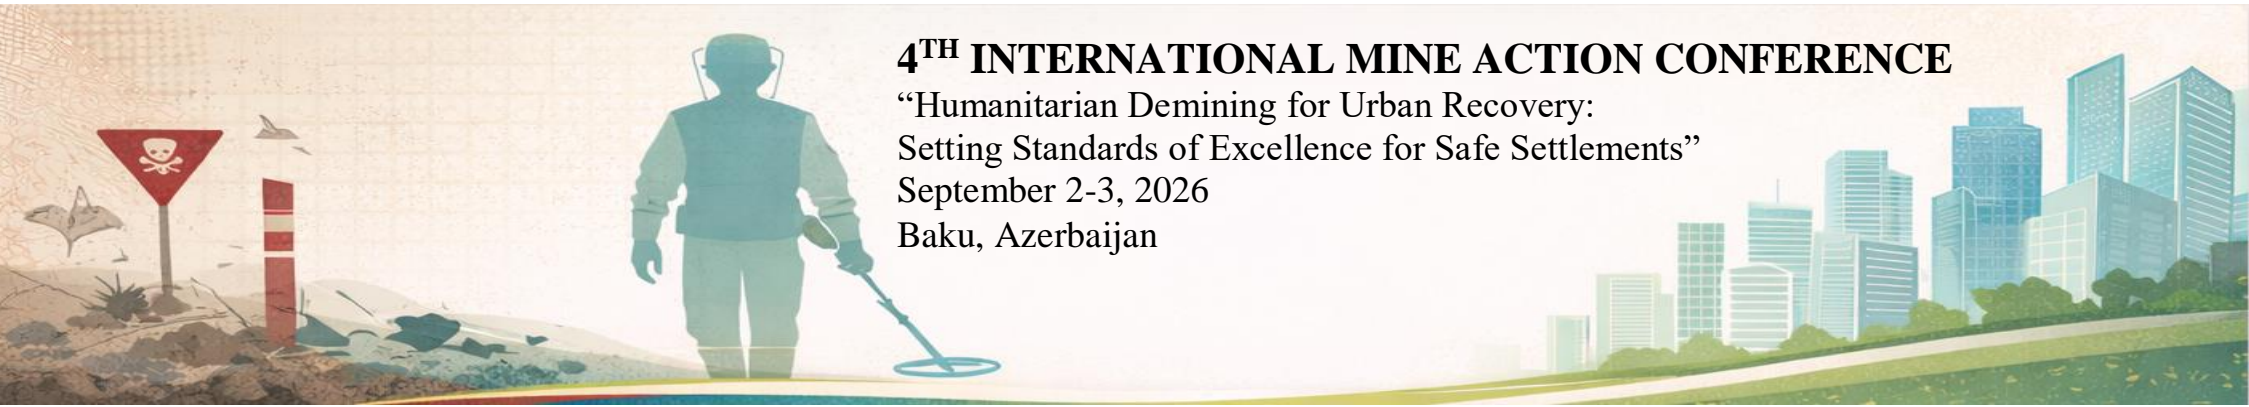 4TH INTERNATIONAL MINE ACTION CONFERENCE
“Humanitarian Demining for Urban Recovery:
Setting Standards of Excellence for Safe Settlements”
September 2-3, 2026
Baku, Azerbaijan